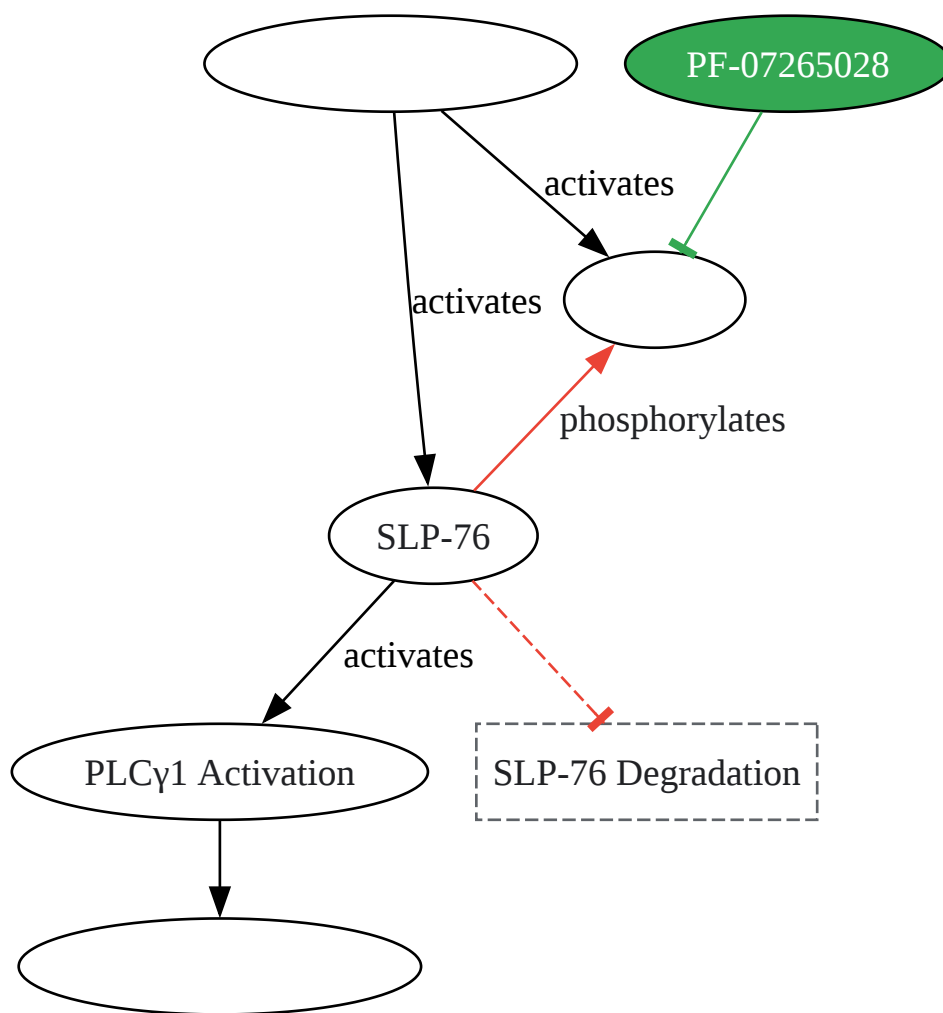 PF-07265028
activates
activates
phosphorylates
SLP-76
activates
PLCγ1 Activation
SLP-76 Degradation